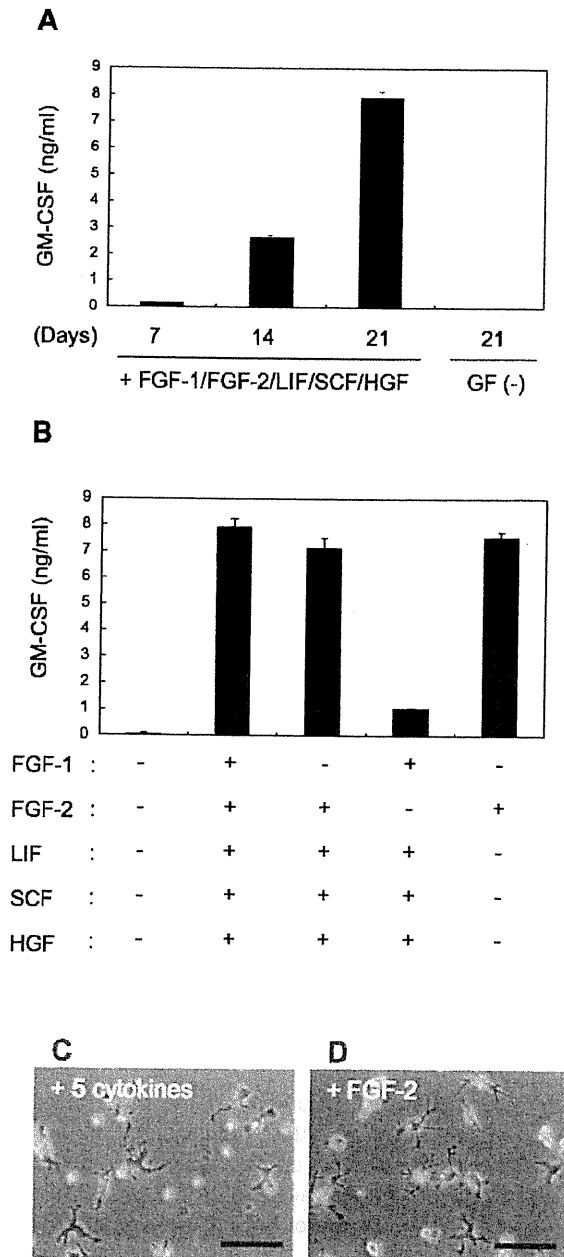 A
9
8
7
6
5
4
3
2
1
0
GM-CSF (ng/ml)
(Days) 7 14 21 21
+ FGF-1/FGF-2/LIF/SCF/HGF GF (-)
B
9
8
7
6
5
4
3
2
1
0
GM-CSF (ng/ml)
FGF-1 : - + - + -
FGF-2 : - + + - +
LIF : - + + + -
SCF : - + + + -
HGF : - + + + -
C D
+ 5 cytokines + FGF-2